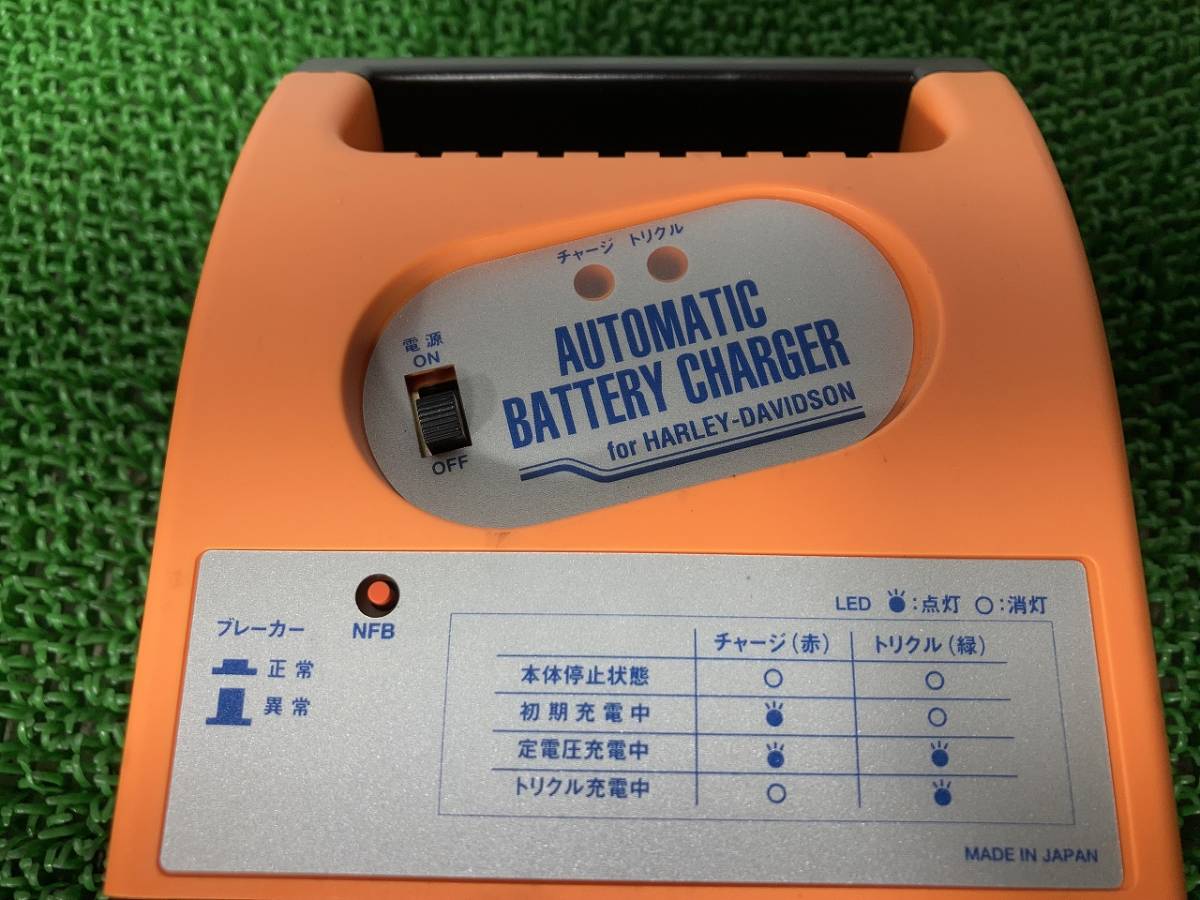 チャージ トリクル
電源
ON
OFF
AUTOMATIC
BATTERY CHARGER
for HARLEY-DAVIDSON
ブレーカー
正常
異常
NFB
LED :点灯 ○:消灯
チャージ(赤) トリクル(緑)
本体停止状態 ○ ○
初期充電中 ○
定電圧充電中
トリクル充電中 ○
MADE IN JAPAN